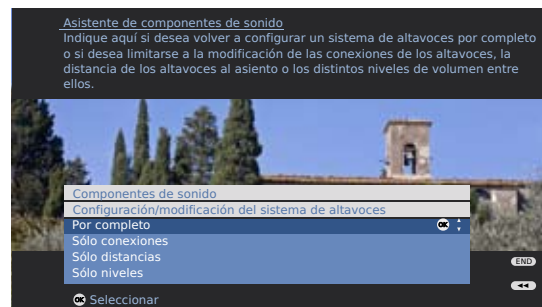 Asistente de componentes de sonido
Indique aquí si desea volver a configurar un sistema de altavoces por completo
o si desea limitarse a la modificación de las conexiones de los altavoces, la
distancia de los altavoces al asiento o los distintos niveles de volumen entre
ellos.
Componentes de sonido
Configuración/modificación del sistema de altavoces
Por completo OK
Sólo conexiones
Sólo distancias
Sólo niveles
END
OK Seleccionar